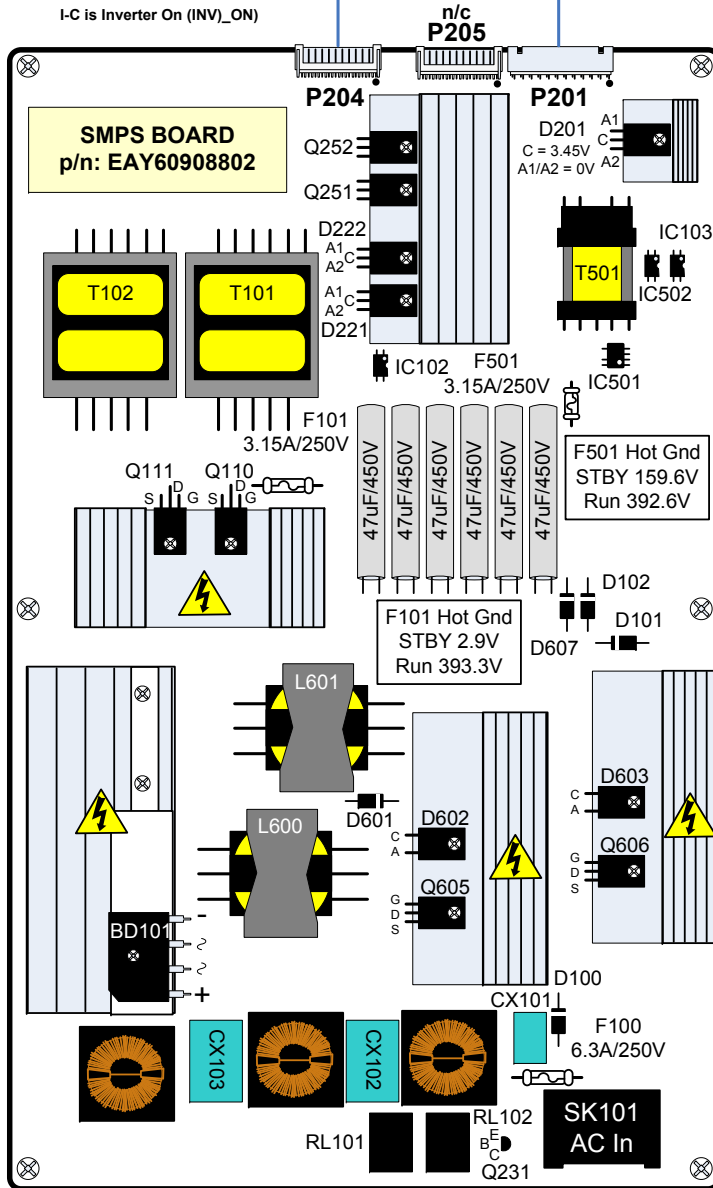 I-C is Inverter On (INV)_ON)
n/c
P205
P204
P201
SMPS BOARD
p/n: EAY60908802
Q252
Q251
D222
A1
C
A2
A1
C
A2
D221
D201
C = 3.45V
A1/A2 = 0V
A1
C
A2
IC103
T501
IC502
IC501
T102
T101
IC102
F501
3.15A/250V
F101
3.15A/250V
47uF/450V
47uF/450V
47uF/450V
47uF/450V
47uF/450V
47uF/450V
F501 Hot Gnd
STBY 159.6V
Run 392.6V
Q111
Q110
S
D
G
S
D
G
D102
D101
D607
F101 Hot Gnd
STBY 2.9V
Run 393.3V
L601
D601
L600
D602
C
A
Q605
G
D
S
D603
C
A
Q606
G
D
S
BD101
-
~
~
+
D100
CX101
F100
6.3A/250V
CX103
CX102
RL101
RL102
E
B
C
Q231
SK101
AC In